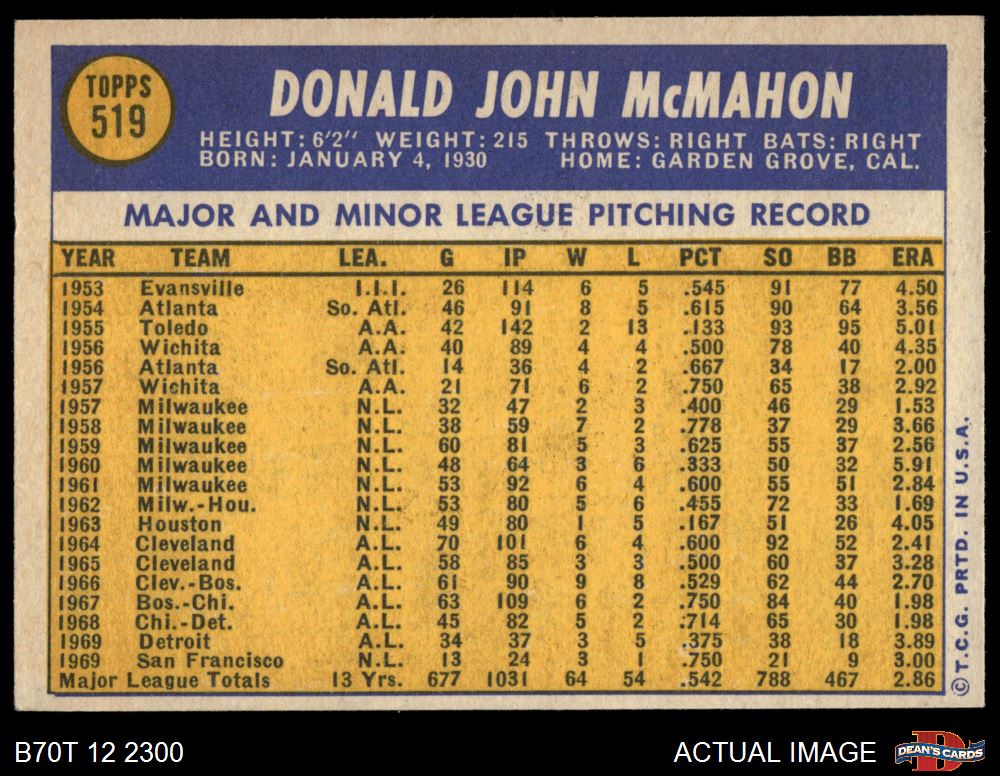 TOPPS
519
DONALD JOHN McMAHON
HEIGHT: 6'2" WEIGHT: 215 THROWS: RIGHT BATS: RIGHT
BORN: JANUARY 4, 1930 HOME: GARDEN GROVE, CAL.
MAJOR AND MINOR LEAGUE PITCHING RECORD
YEAR TEAM LEA. G IP W L PCT SO BB ERA
1953 Evansville I.I.I. 26 114 6 5 .545 91 77 4.50
1954 Atlanta So. Atl. 46 91 8 5 .615 90 64 3.56
1955 Toledo A.A. 42 142 2 13 .133 93 95 5.01
1956 Wichita A.A. 40 89 4 4 .500 78 40 4.35
1956 Atlanta So. Atl. 14 36 4 2 .667 34 17 2.00
1957 Wichita A.A. 21 71 6 2 .750 65 38 2.92
1957 Milwaukee N.L. 32 47 2 3 .400 46 29 1.53
1958 Milwaukee N.L. 38 59 7 2 .778 37 29 3.66
1959 Milwaukee N.L. 60 81 5 3 .625 55 37 2.56
1960 Milwaukee N.L. 48 64 3 6 .333 50 32 5.91
1961 Milwaukee N.L. 53 92 6 4 .600 55 51 2.84
1962 Milw.-Hou. N.L. 53 80 5 6 .455 72 33 1.69
1963 Houston N.L. 49 80 1 5 .167 51 26 4.05
1964 Cleveland A.L. 70 101 6 4 .600 92 52 2.41
1965 Cleveland A.L. 58 85 3 3 .500 60 37 3.28
1966 Clev.-Bos. A.L. 61 90 9 8 .529 62 44 2.70
1967 Bos.-Chi. A.L. 63 109 6 2 .750 84 40 1.98
1968 Chi.-Det. A.L. 45 82 5 2 .714 65 30 1.98
1969 Detroit A.L. 34 37 3 5 .375 38 18 3.89
1969 San Francisco N.L. 13 24 3 1 .750 21 9 3.00
Major League Totals 13 Yrs. 677 1031 64 54 .542 788 467 2.86
©T.C.G. PRTD. IN U.S.A.
B70T 12 2300
ACTUAL IMAGE
DEAN'S CARDS